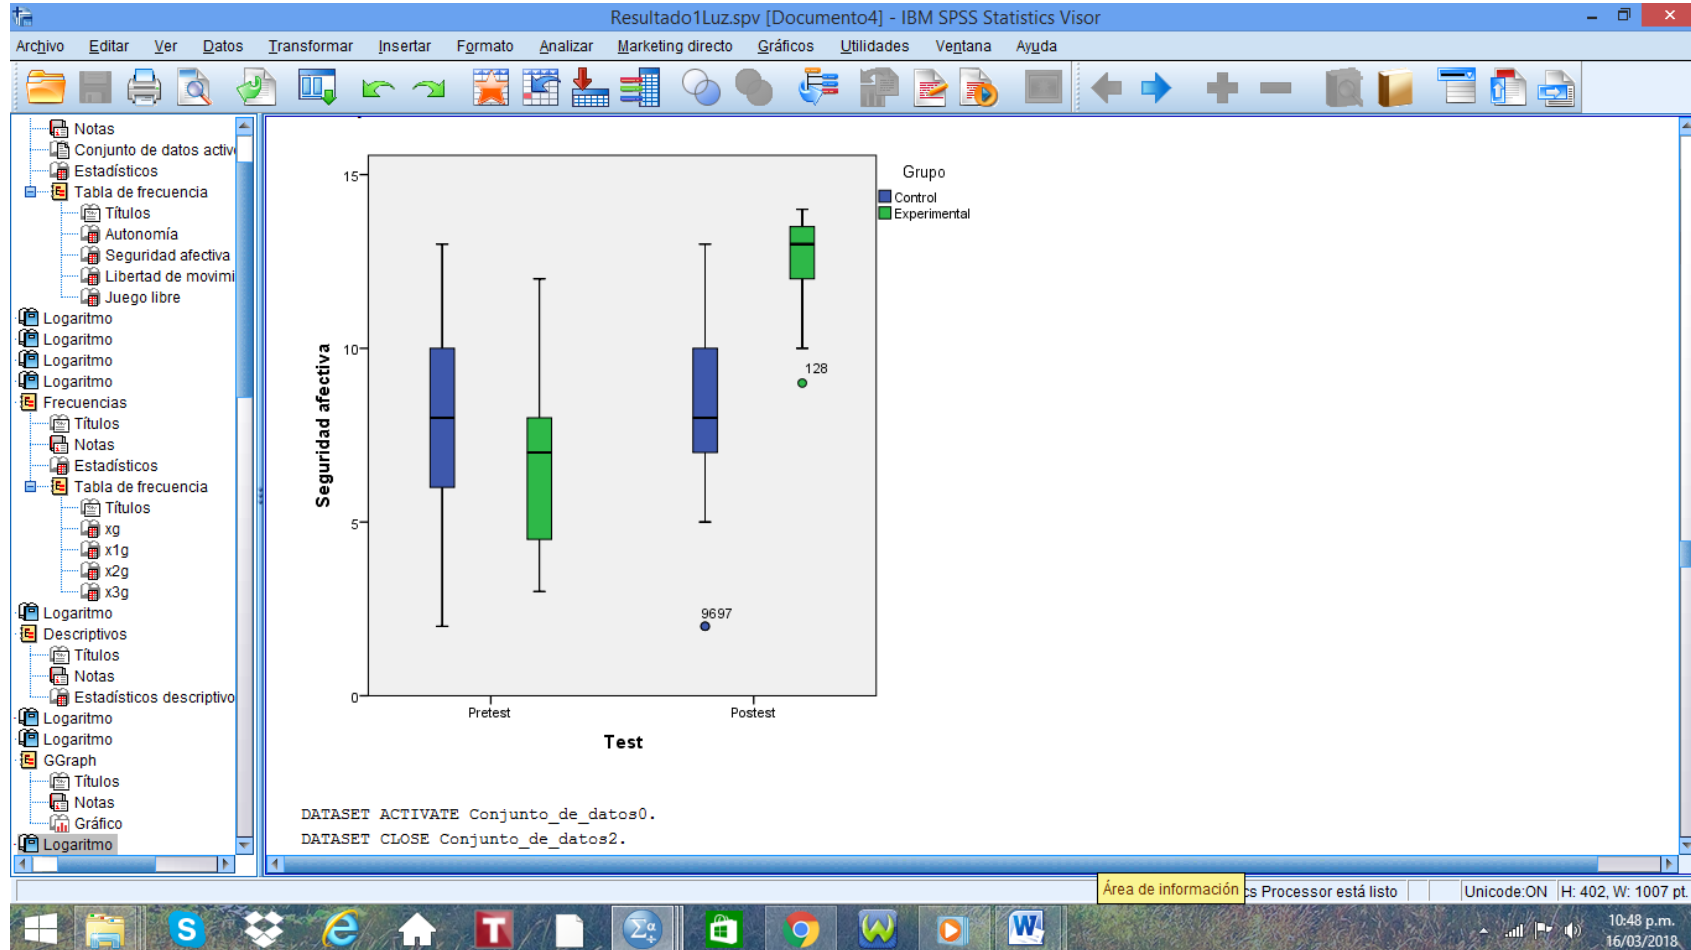 Resultado1Luz.spv [Documento4] - IBM SPSS Statistics Visor
Archivo Editar Ver Datos Transformar Insertar Formato Analizar Marketing directo Gráficos Utilidades Ventana Ayuda
Notas
Conjunto de datos activ
Estadísticos
Tabla de frecuencia
Títulos
Autonomía
Seguridad afectiva
Libertad de movimi
Juego libre
Logaritmo
Logaritmo
Logaritmo
Logaritmo
Frecuencias
Títulos
Notas
Estadísticos
Tabla de frecuencia
Títulos
xg
x1g
x2g
x3g
Logaritmo
Descriptivos
Títulos
Notas
Estadísticos descriptivo
Logaritmo
Logaritmo
GGraph
Títulos
Notas
Gráfico
Logaritmo
Seguridad afectiva
15
10
5
0
128
9697
Pretest Postest
Test
Grupo
Control
Experimental
DATASET ACTIVATE Conjunto_de_datos0.
DATASET CLOSE Conjunto_de_datos2.
Área de información
cs Processor está listo Unicode:ON H: 402, W: 1007 pt.
10:48 p.m.
16/03/2018